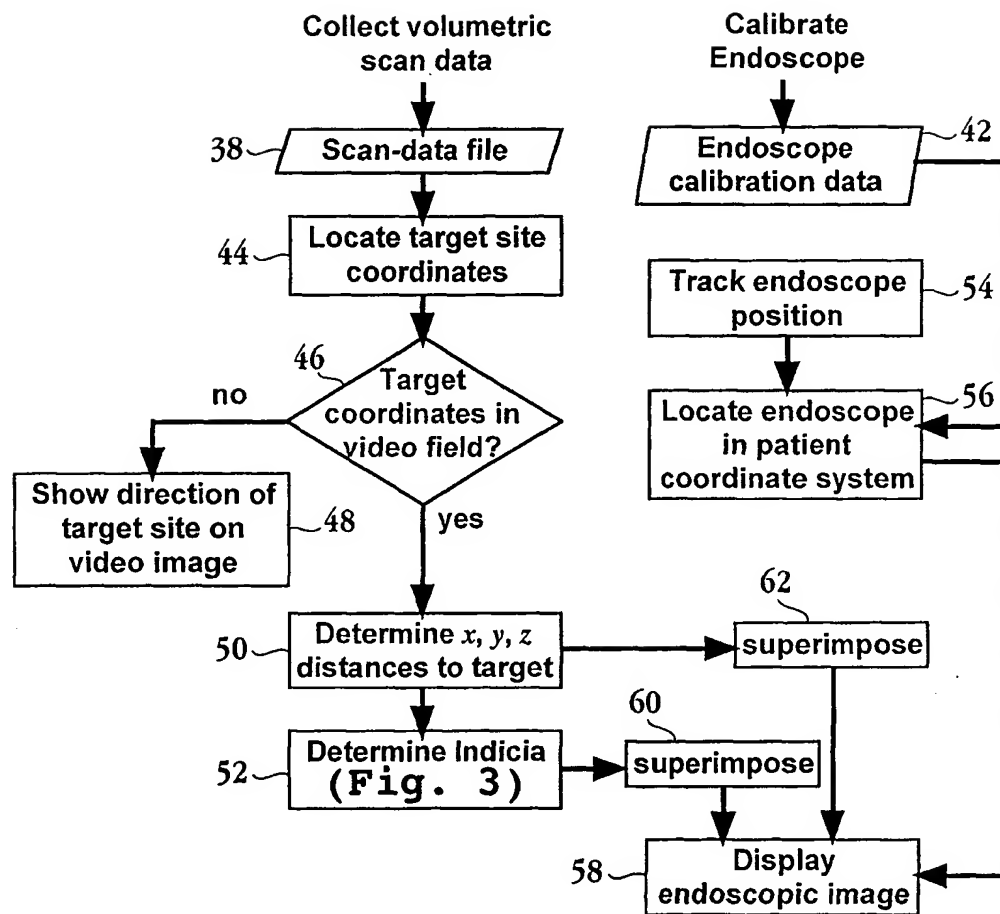 Collect volumetric
scan data
Calibrate
Endoscope
38
Scan-data file
42
Endoscope
calibration data
44
Locate target site
coordinates
Track endoscope
position
54
46
Target
coordinates in
video field?
no
yes
56
Locate endoscope
in patient
coordinate system
Show direction of
target site on
video image
48
50
Determine x, y, z
distances to target
62
superimpose
52
Determine Indicia
(Fig. 3)
60
superimpose
58
Display
endoscopic image